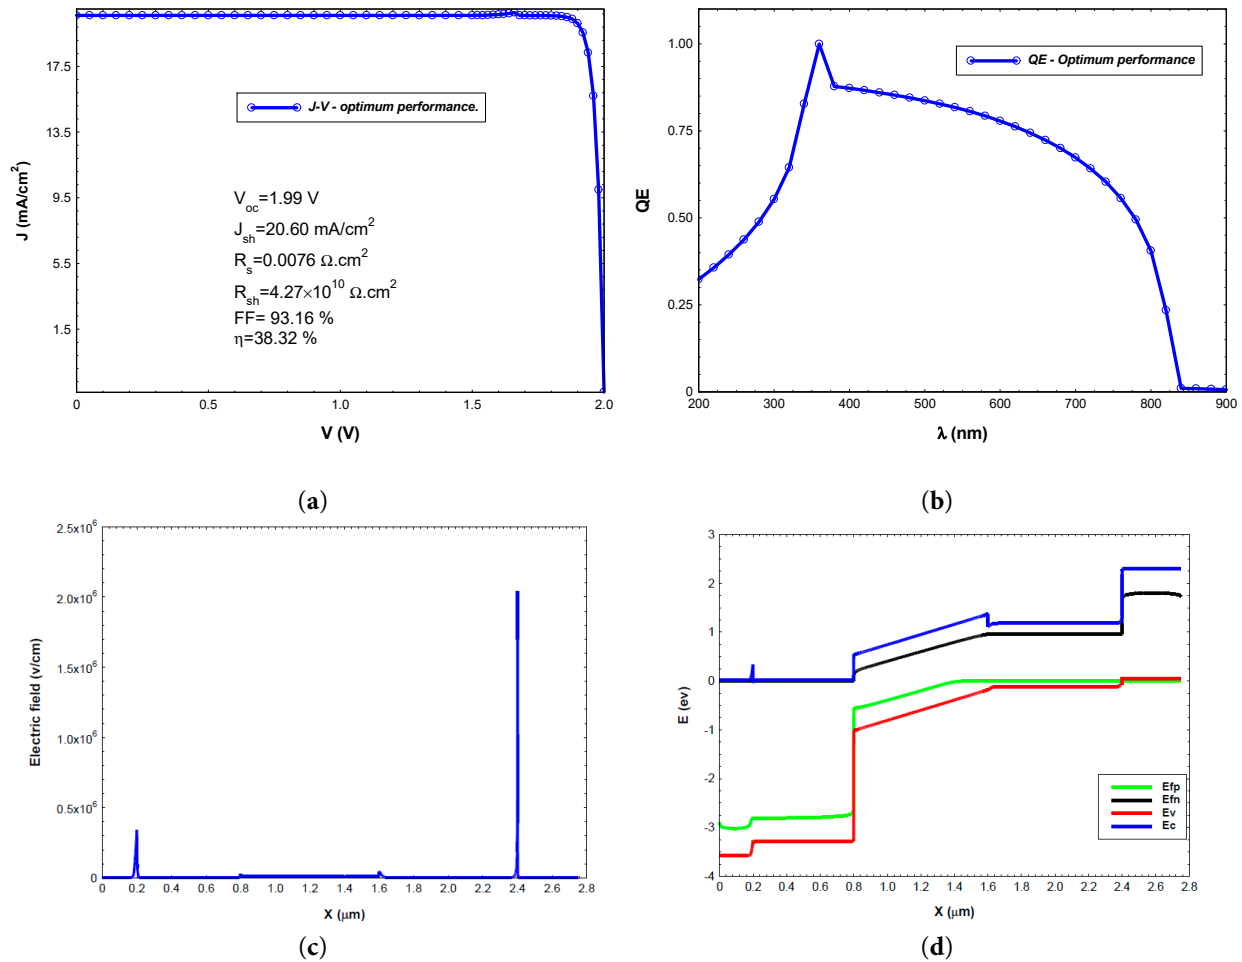 17.5
13.5
9.5
5.5
1.5
J (mA/cm²)
J-V - optimum performance.
V_oc=1.99 V
J_sh=20.60 mA/cm²
R_s=0.0076 Ω.cm²
R_sh=4.27×10¹⁰ Ω.cm²
FF= 93.16 %
η=38.32 %
0 0.5 1.0 1.5 2.0
V (V)
(a)
1.00
0.75
0.50
0.25
0
QE
QE - Optimum performance
200 300 400 500 600 700 800 900
λ (nm)
(b)
2.5x10⁶
2.0x10⁶
1.5x10⁶
1.0x10⁶
0.5x10⁶
0
Electric field (v/cm)
0 0.2 0.4 0.6 0.8 1.0 1.2 1.4 1.6 1.8 2.0 2.2 2.4 2.6 2.8
X (μm)
(c)
3
2
1
0
-1
-2
-3
-4
E (ev)
Efp
Efn
Ev
Ec
0 0.2 0.4 0.6 0.8 1.0 1.2 1.4 1.6 1.8 2.0 2.2 2.4 2.6 2.8
X (μm)
(d)